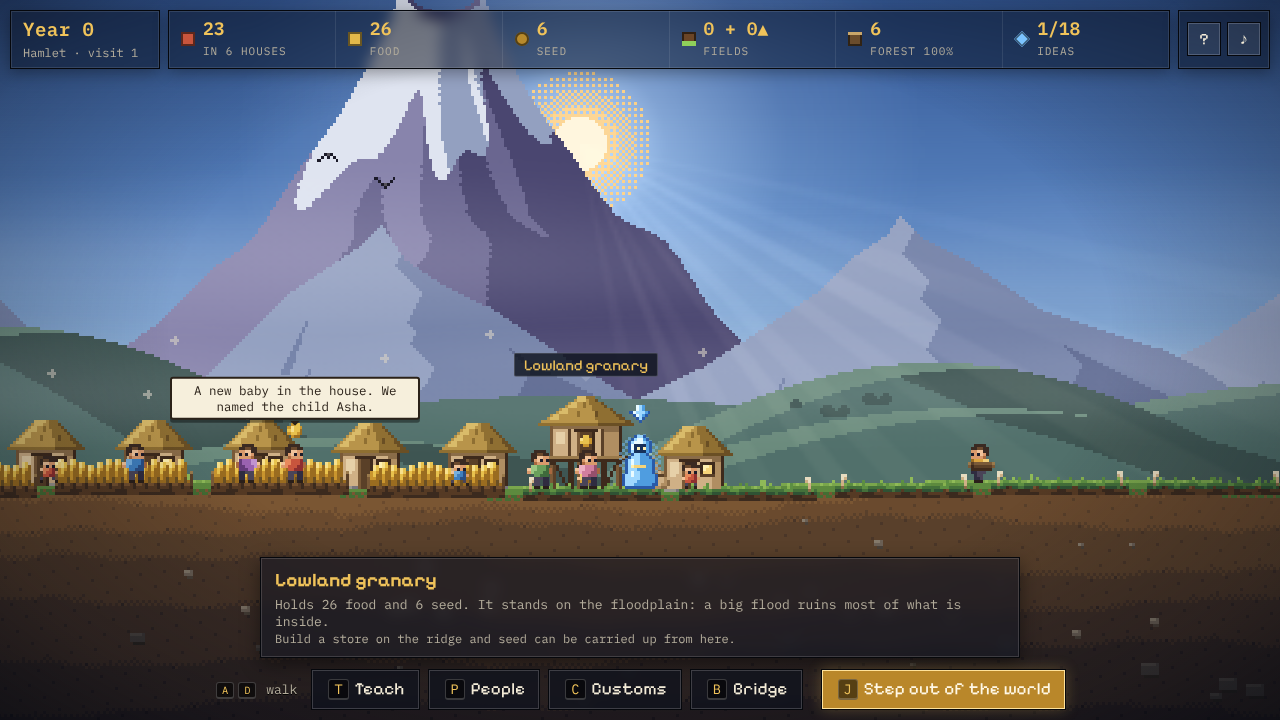 Year 0
Hamlet · visit 1
23
IN 6 HOUSES
26
FOOD
6
SEED
0 + 0▲
FIELDS
6
FOREST 100%
1/18
IDEAS
?
♪
Lowland granary
A new baby in the house. We
named the child Asha.
Lowland granary
Holds 26 food and 6 seed. It stands on the floodplain: a big flood ruins most of what is
inside.
Build a store on the ridge and seed can be carried up from here.
A D walk
T Teach
P People
C Customs
B Bridge
J Step out of the world